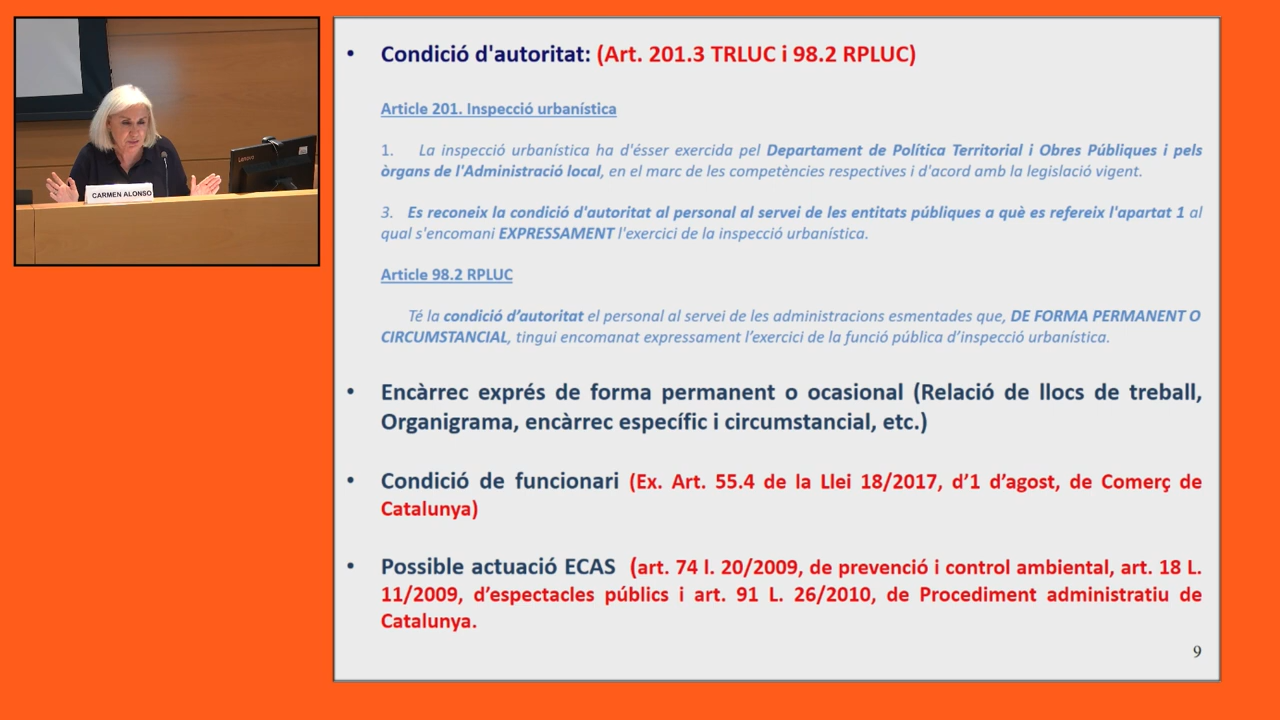 Lenovo
CARMEN ALONSO
• Condició d'autoritat: (Art. 201.3 TRLUC i 98.2 RPLUC)
Article 201. Inspecció urbanística
1. La inspecció urbanística ha d'ésser exercida pel Departament de Política Territorial i Obres Públiques i pels
òrgans de l'Administració local, en el marc de les competències respectives i d'acord amb la legislació vigent.
3. Es reconeix la condició d'autoritat al personal al servei de les entitats públiques a què es refereix l'apartat 1 al
qual s'encomani EXPRESSAMENT l'exercici de la inspecció urbanística.
Article 98.2 RPLUC
Té la condició d’autoritat el personal al servei de les administracions esmentades que, DE FORMA PERMANENT O
CIRCUMSTANCIAL, tingui encomanat expressament l’exercici de la funció pública d’inspecció urbanística.
• Encàrrec exprés de forma permanent o ocasional (Relació de llocs de treball,
Organigrama, encàrrec específic i circumstancial, etc.)
• Condició de funcionari (Ex. Art. 55.4 de la Llei 18/2017, d’1 d’agost, de Comerç de
Catalunya)
• Possible actuació ECAS (art. 74 l. 20/2009, de prevenció i control ambiental, art. 18 L.
11/2009, d’espectacles públics i art. 91 L. 26/2010, de Procediment administratiu de
Catalunya.
9